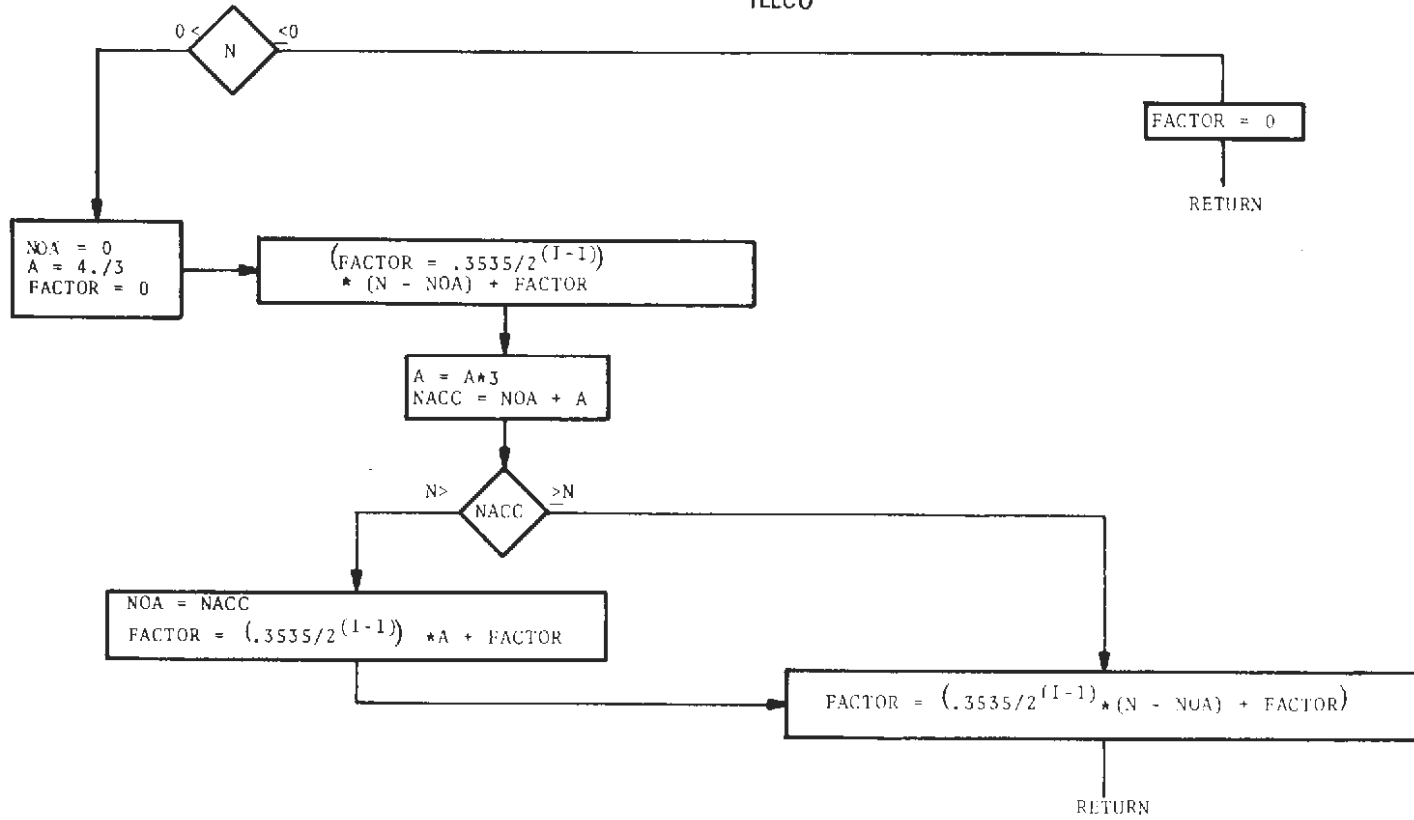 0 <
<0
N
FACTOR = 0
RETURN
NOA = 0
A = 4./3
FACTOR = 0
(FACTOR = .3535/2^(I-1))
* (N - NOA) + FACTOR
A = A*3
NACC = NOA + A
N>
>N
NACC
NOA = NACC
FACTOR = (.3535/2^(I-1)) *A + FACTOR
FACTOR = (.3535/2^(I-1)*(N - NOA) + FACTOR)
RETURN